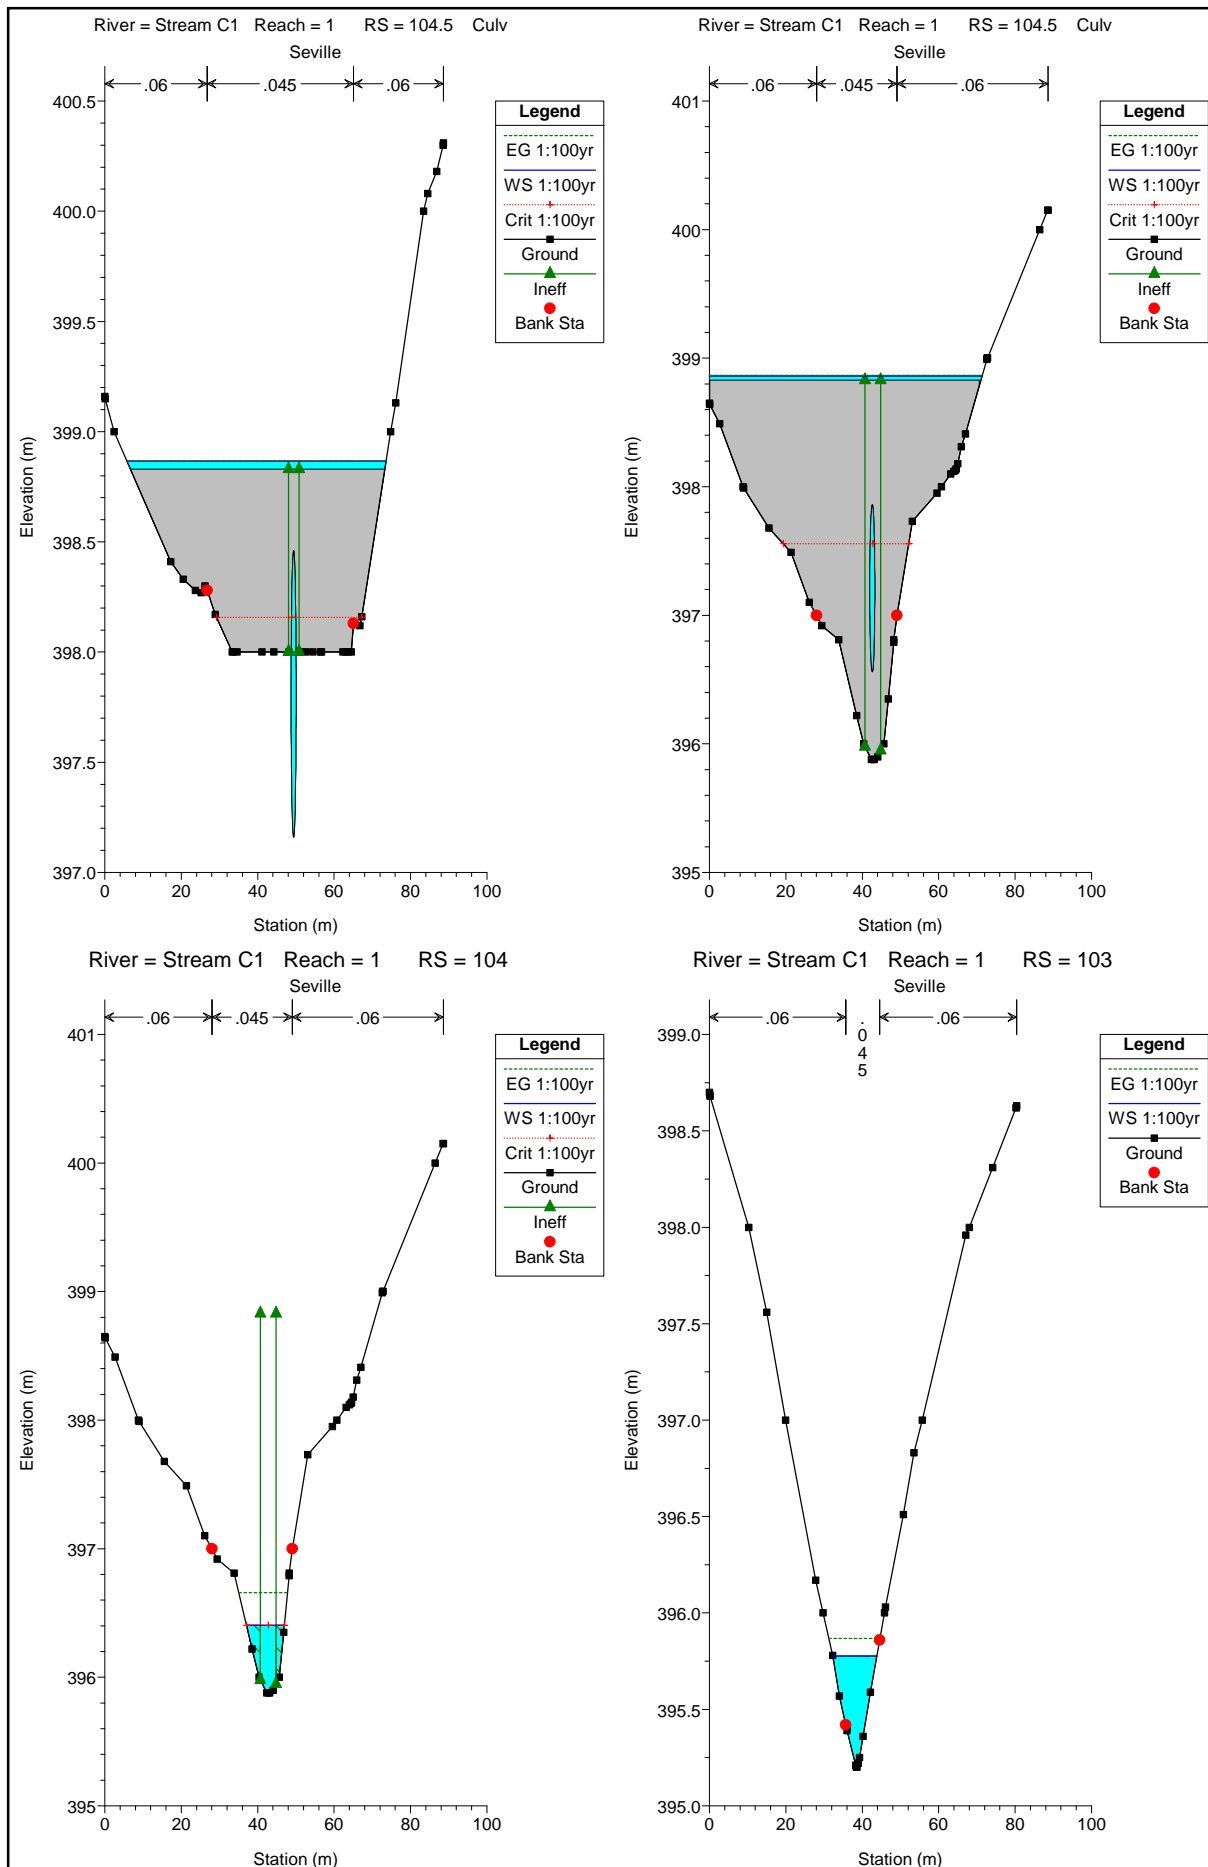 River = Stream C1 Reach = 1 RS = 104.5 Culv
Seville
.06 .045 .06
400.5
400.0
399.5
399.0
398.5
398.0
397.5
397.0
0 20 40 60 80 100
Elevation (m)
Station (m)
Legend
EG 1:100yr
WS 1:100yr
Crit 1:100yr
Ground
Ineff
Bank Sta
River = Stream C1 Reach = 1 RS = 104.5 Culv
Seville
.06 .045 .06
401
400
399
398
397
396
395
0 20 40 60 80 100
Elevation (m)
Station (m)
Legend
EG 1:100yr
WS 1:100yr
Crit 1:100yr
Ground
Ineff
Bank Sta
River = Stream C1 Reach = 1 RS = 104
Seville
.06 .045 .06
401
400
399
398
397
396
395
0 20 40 60 80 100
Elevation (m)
Station (m)
Legend
EG 1:100yr
WS 1:100yr
Crit 1:100yr
Ground
Ineff
Bank Sta
River = Stream C1 Reach = 1 RS = 103
Seville
.06 .045 .06
399.0
398.5
398.0
397.5
397.0
396.5
396.0
395.5
395.0
0 20 40 60 80 100
Elevation (m)
Station (m)
Legend
EG 1:100yr
WS 1:100yr
Ground
Bank Sta